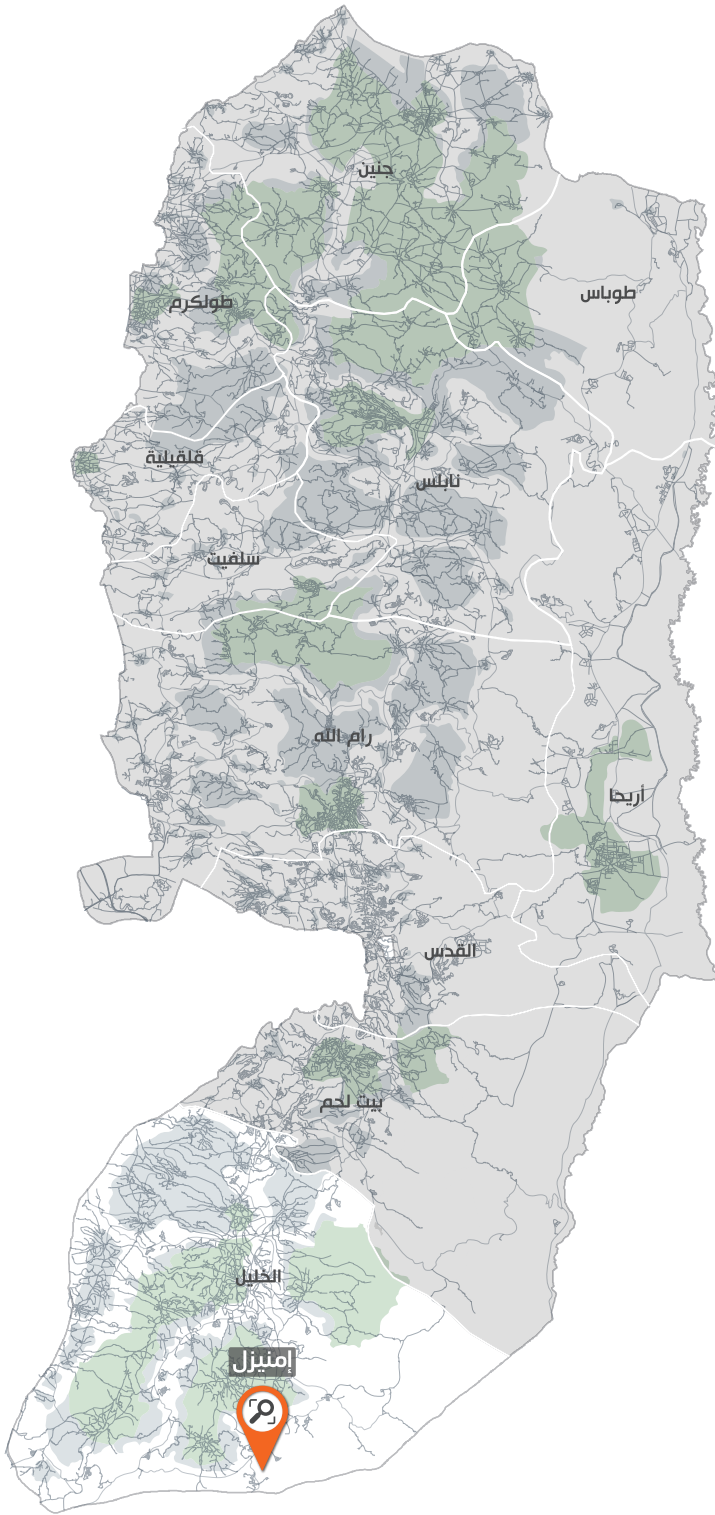 جنين
طوباس
طولكرم
قلقيلية
نابلس
سلفيت
رام الله
أريحا
القدس
بيت لحم
الخليل
إمنيزل